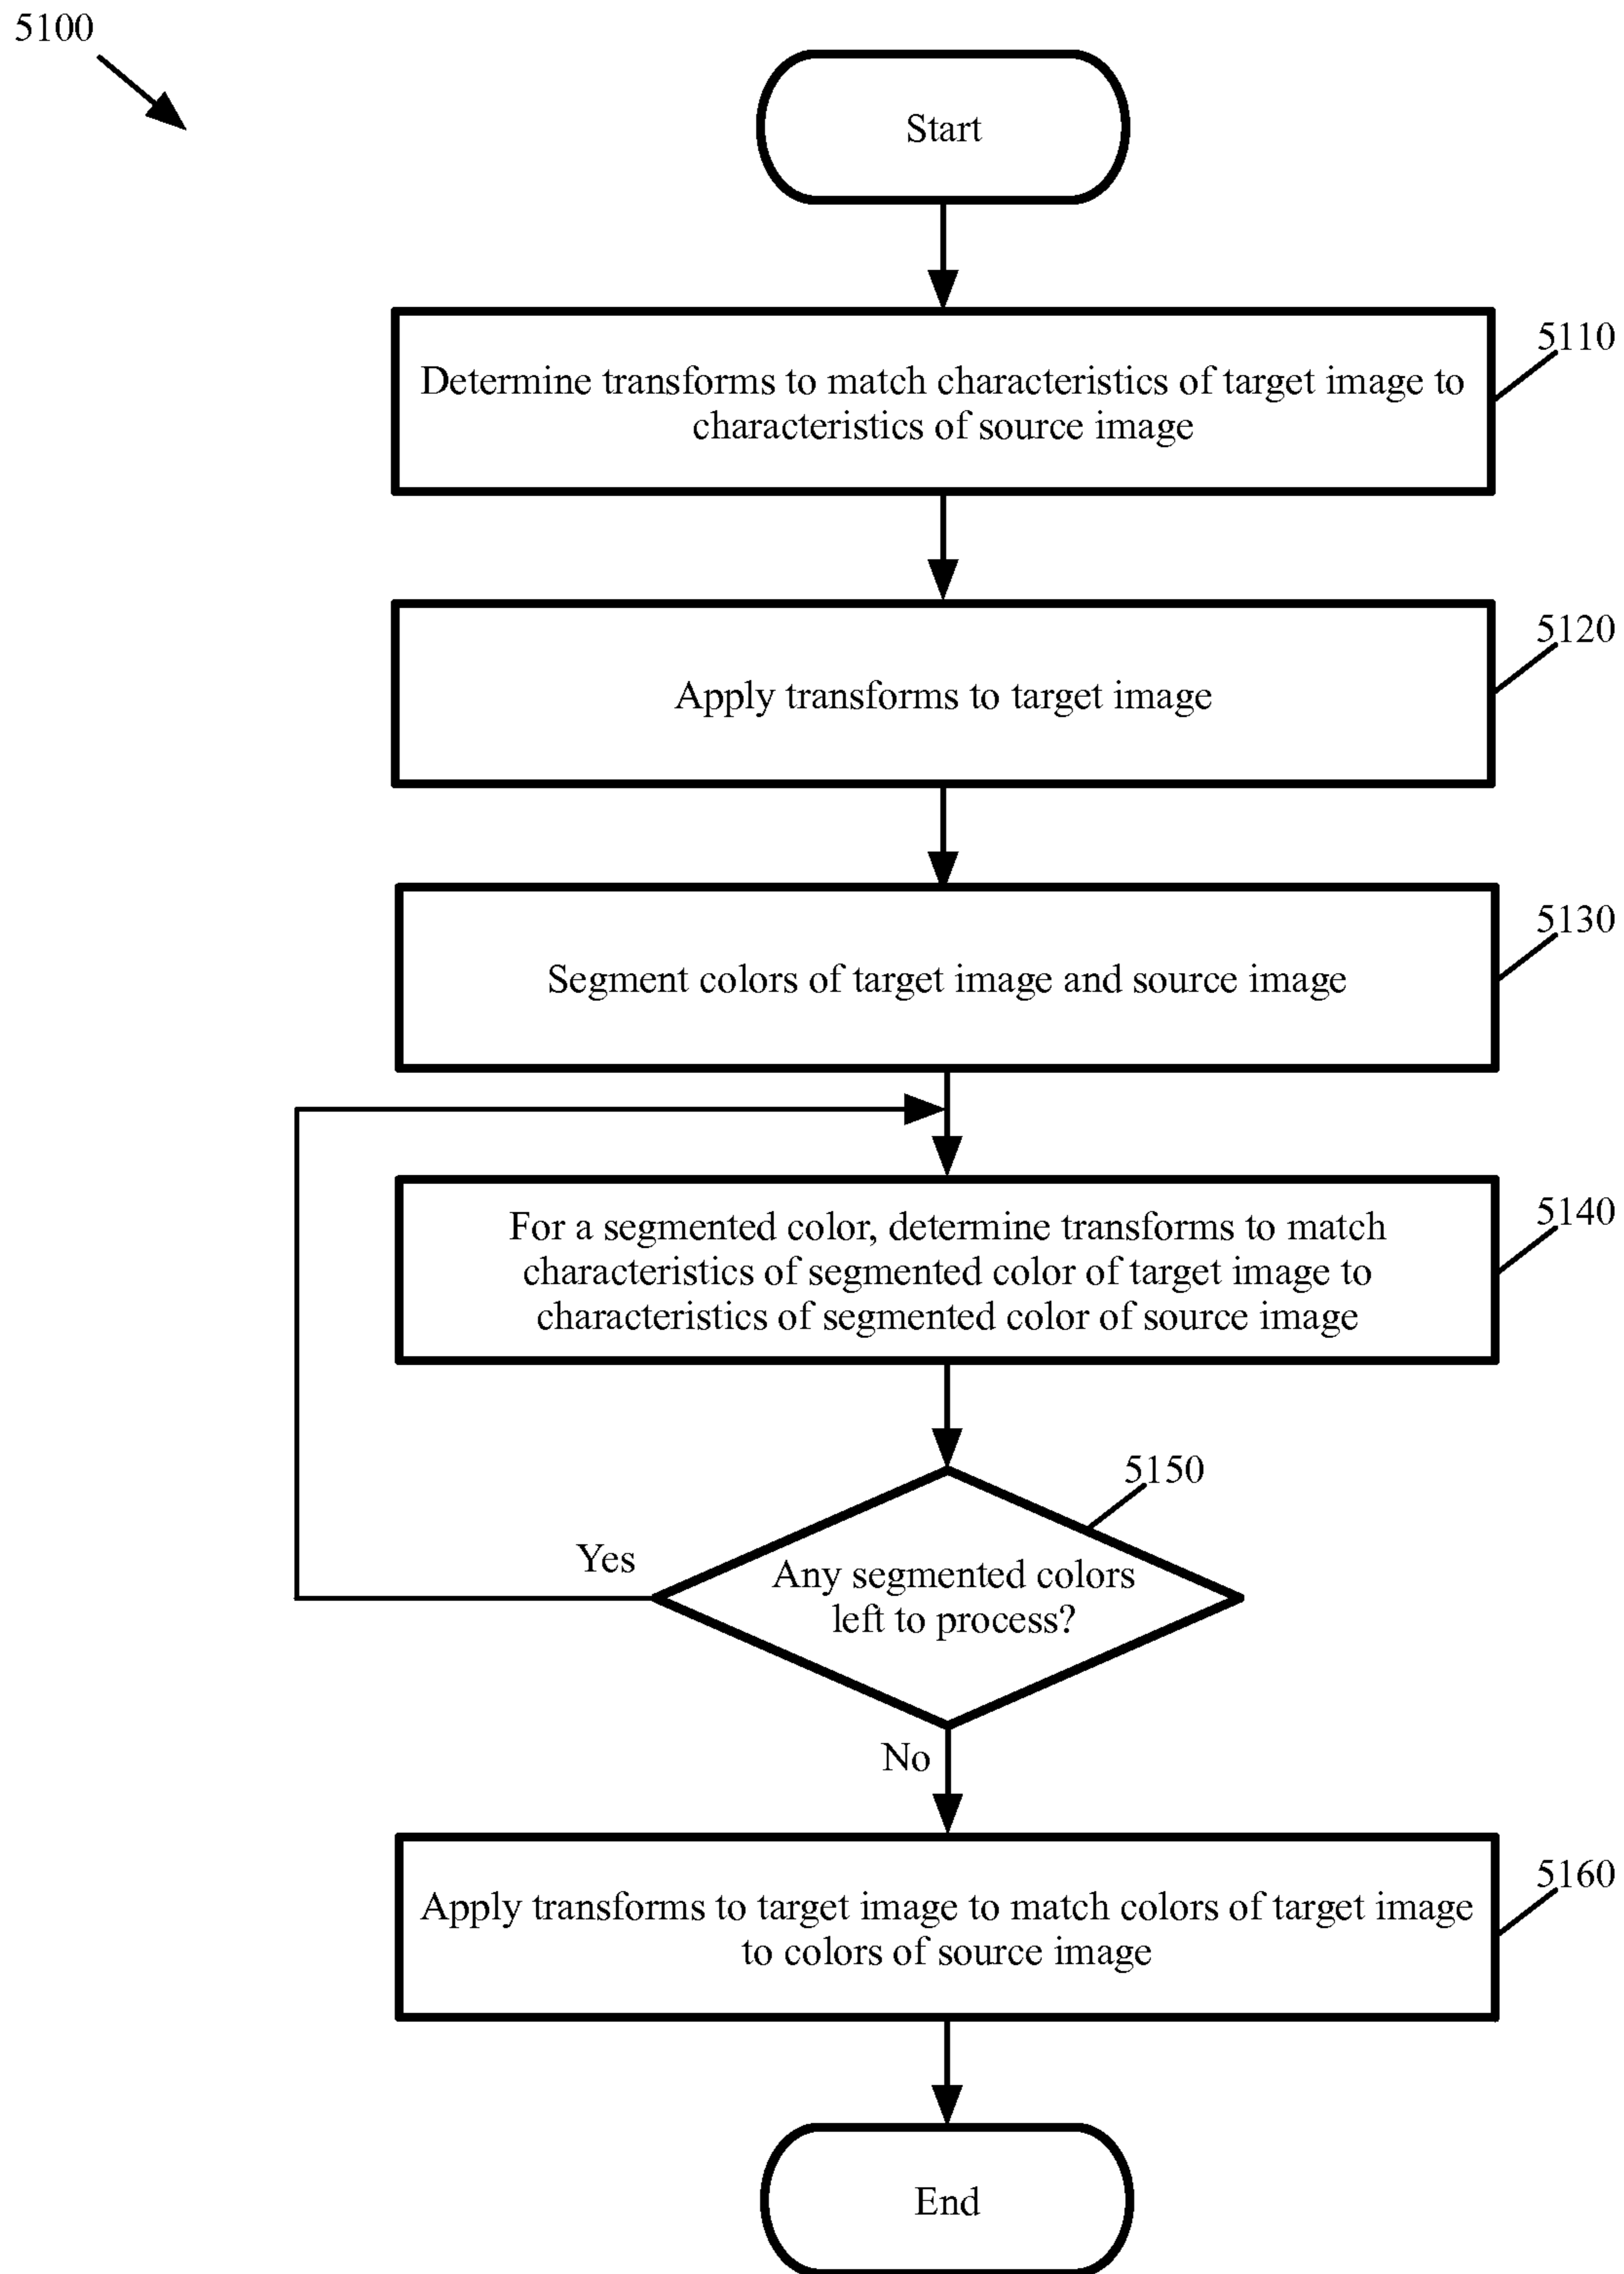 5100
Start
5110
Determine transforms to match characteristics of target image to
characteristics of source image
5120
Apply transforms to target image
5130
Segment colors of target image and source image
5140
For a segmented color, determine transforms to match
characteristics of segmented color of target image to
characteristics of segmented color of source image
5150
Yes
Any segmented colors
left to process?
No
5160
Apply transforms to target image to match colors of target image
to colors of source image
End